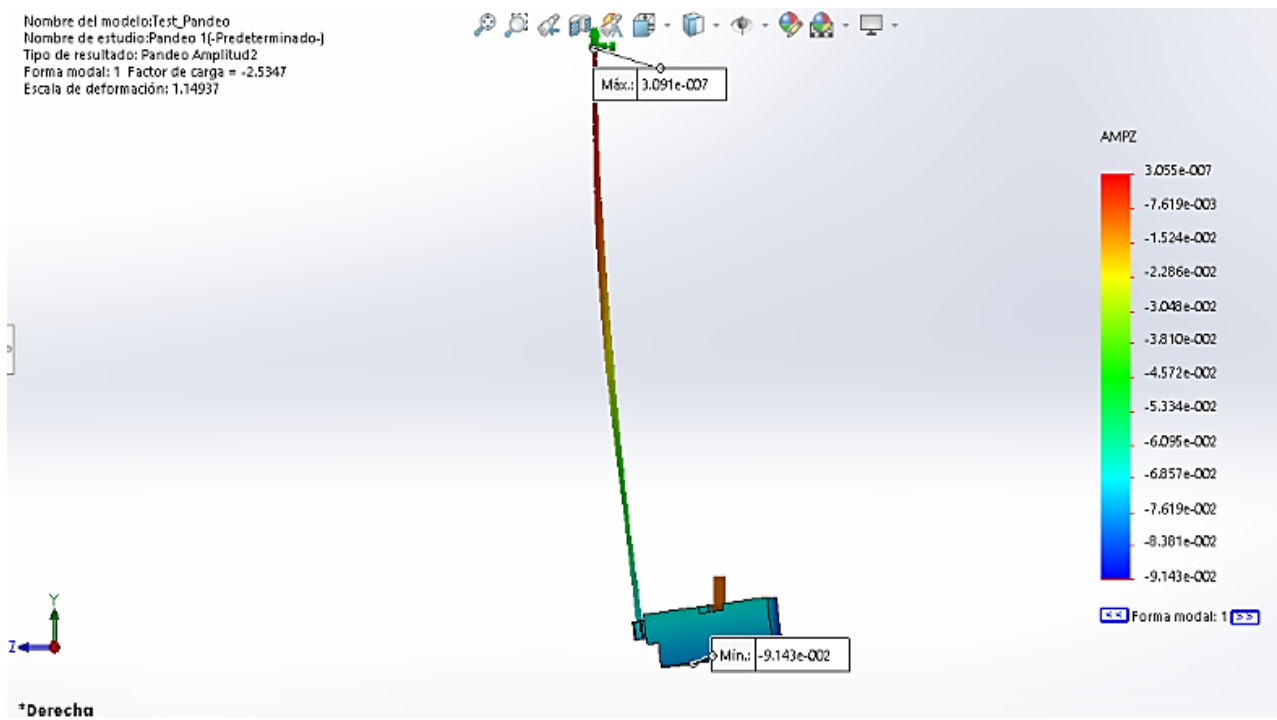 Nombre del modelo:Test_Pandeo
Nombre de estudio:Pandeo 1(-Predeterminado-)
Tipo de resultado: Pandeo Amplitud2
Forma modal: 1 Factor de carga = -2.5347
Escala de deformación: 1.14937
Máx.: 3.091e-007
AMPZ
3.055e-007
-7.619e-003
-1.524e-002
-2.286e-002
-3.048e-002
-3.810e-002
-4.572e-002
-5.334e-002
-6.095e-002
-6.857e-002
-7.619e-002
-8.381e-002
-9.143e-002
<< Forma modal: 1 >>
Mín.: -9.143e-002
Y
Z
*Derecha